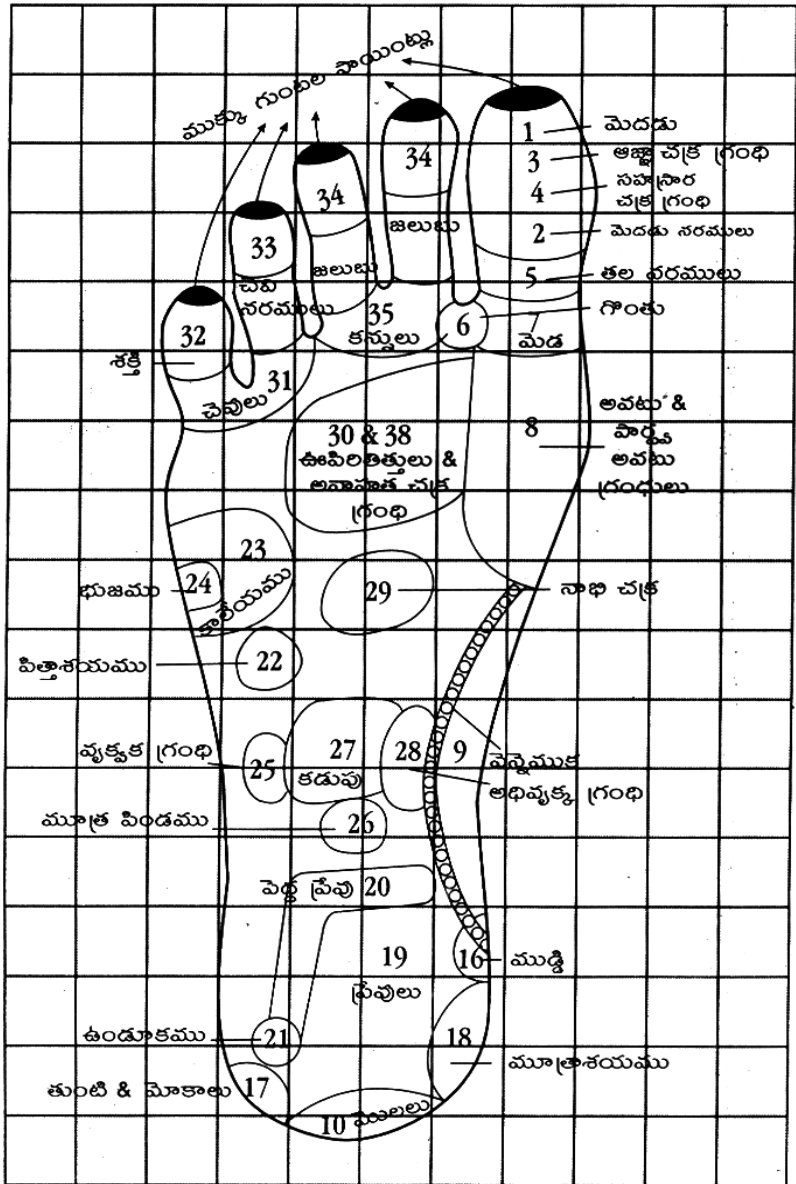 ముక్కు గుంటల పాయింట్లు
1 మెదడు
3 ఆజ్ఞా చక్ర గ్రంధి
4 సహస్రార
చక్ర గ్రంధి
2 మెదడు నరములు
5 తల నరములు
6 గొంతు
7
మెడ
34
జలుబు
34
జలుబు
33
చెవి
నరములు
35
కన్నులు
32
శక్తి
31
చెవులు
30 & 38
ఊపిరితిత్తులు &
అనాహత చక్ర
గ్రంధి
8
అవటు &
పార్శ్వ
అవటు
గ్రంధులు
23
కాలేయము
24
భుజము
29
నాభి చక్ర
22
పిత్తాశయము
27
కడుపు
28
అధివృక్క గ్రంధి
9
వెన్నెముక
25
వృక్వక గ్రంధి
26
మూత్ర పిండము
పెద్ద ప్రేవు 20
19
ప్రేవులు
16 ముడ్డి
21
ఉండూకము
18
మూత్రాశయము
తుంటి & మోకాలు 17
10 మొలలు